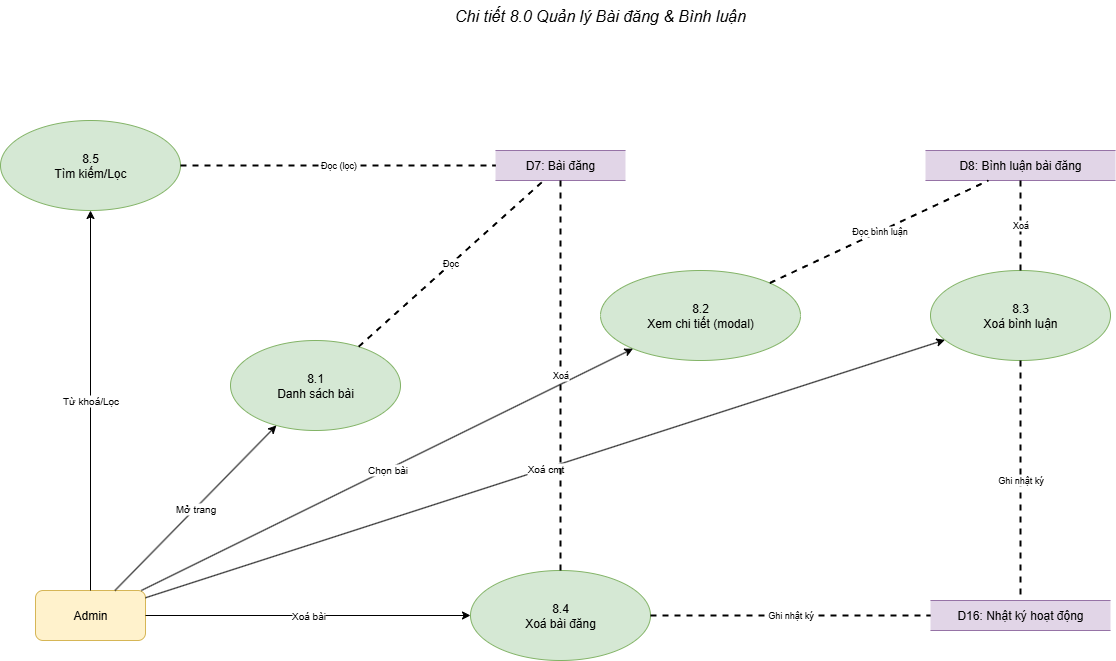 Chi tiết 8.0 Quản lý Bài đăng & Bình luận
8.5
Tìm kiếm/Lọc
Đọc (lọc)
D7: Bài đăng
D8: Bình luận bài đăng
Đọc bình luận
Xoá
Đọc
8.2
Xem chi tiết (modal)
8.3
Xoá bình luận
8.1
Danh sách bài
Xoá
Từ khoá/Lọc
Chọn bài
Xoá cmt
Ghi nhật ký
Mở trang
Admin
Xoá bài
8.4
Xoá bài đăng
Ghi nhật ký
D16: Nhật ký hoạt động